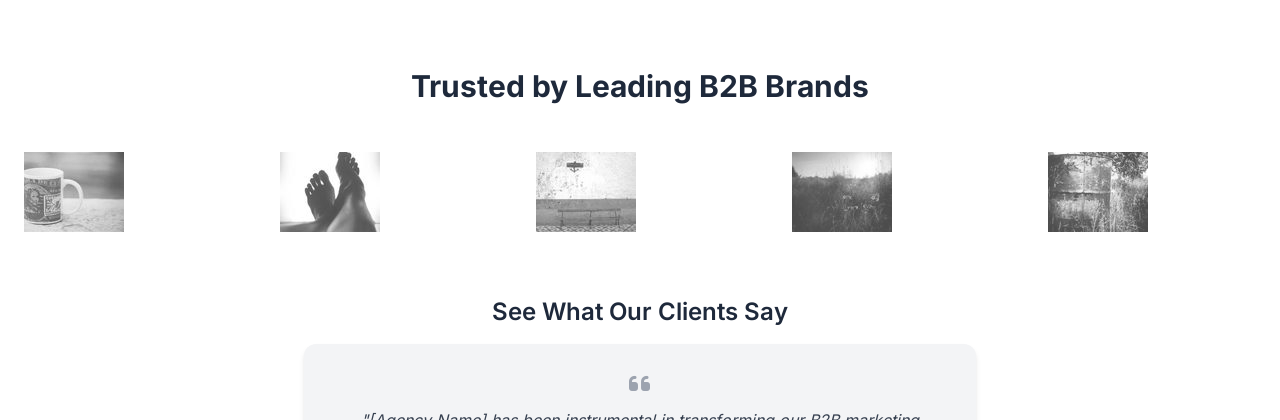 Trusted by Leading B2B Brands
See What Our Clients Say
"[Agency Name] has been instrumental in transforming our B2B marketing